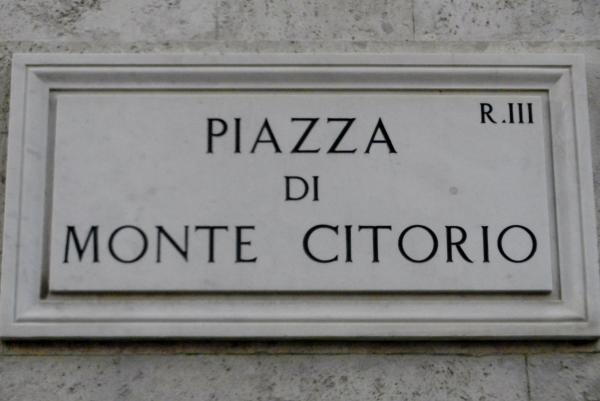 R.III
PIAZZA
DI
MONTE CITORIO